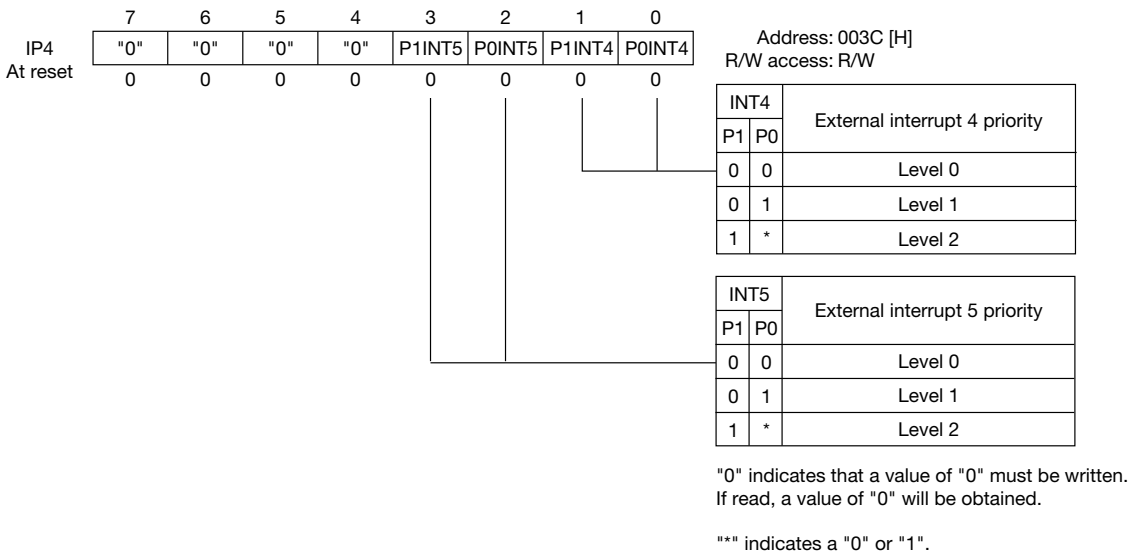 7 6 5 4 3 2 1 0
IP4 "0" "0" "0" "0" P1INT5 P0INT5 P1INT4 P0INT4
At reset 0 0 0 0 0 0 0 0
Address: 003C [H]
R/W access: R/W
INT4 External interrupt 4 priority
P1 P0
0 0 Level 0
0 1 Level 1
1 * Level 2
INT5 External interrupt 5 priority
P1 P0
0 0 Level 0
0 1 Level 1
1 * Level 2
"0" indicates that a value of "0" must be written.
If read, a value of "0" will be obtained.
"*" indicates a "0" or "1".